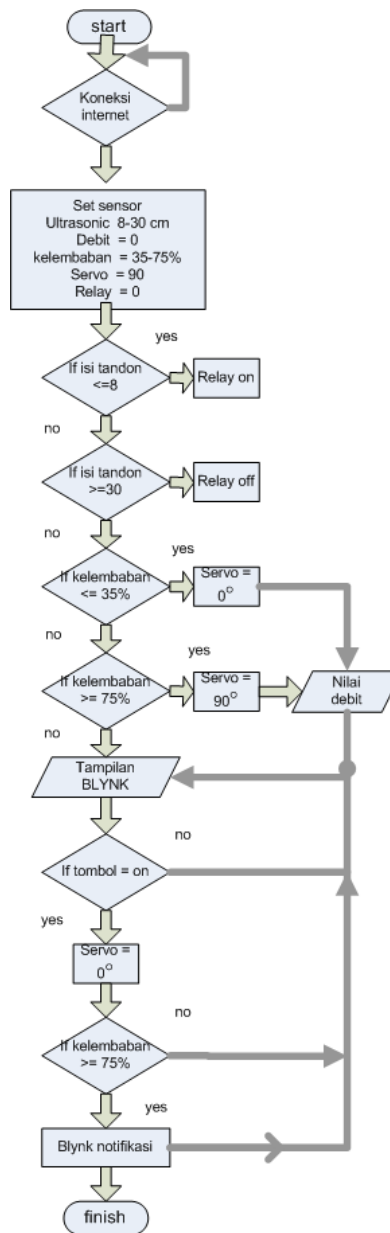 start
Koneksi
internet
Set sensor
Ultrasonic 8-30 cm
Debit = 0
kelembaban = 35-75%
Servo = 90
Relay = 0
yes
If isi tandon
<=8
Relay on
no
If isi tandon
>=30
Relay off
no
yes
If kelembaban
<= 35%
Servo =
0°
no
yes
If kelembaban
>= 75%
Servo =
90°
Nilai
debit
no
Tampilan
BLYNK
no
If tombol = on
yes
Servo =
0°
no
If kelembaban
>= 75%
yes
Blynk notifikasi
finish